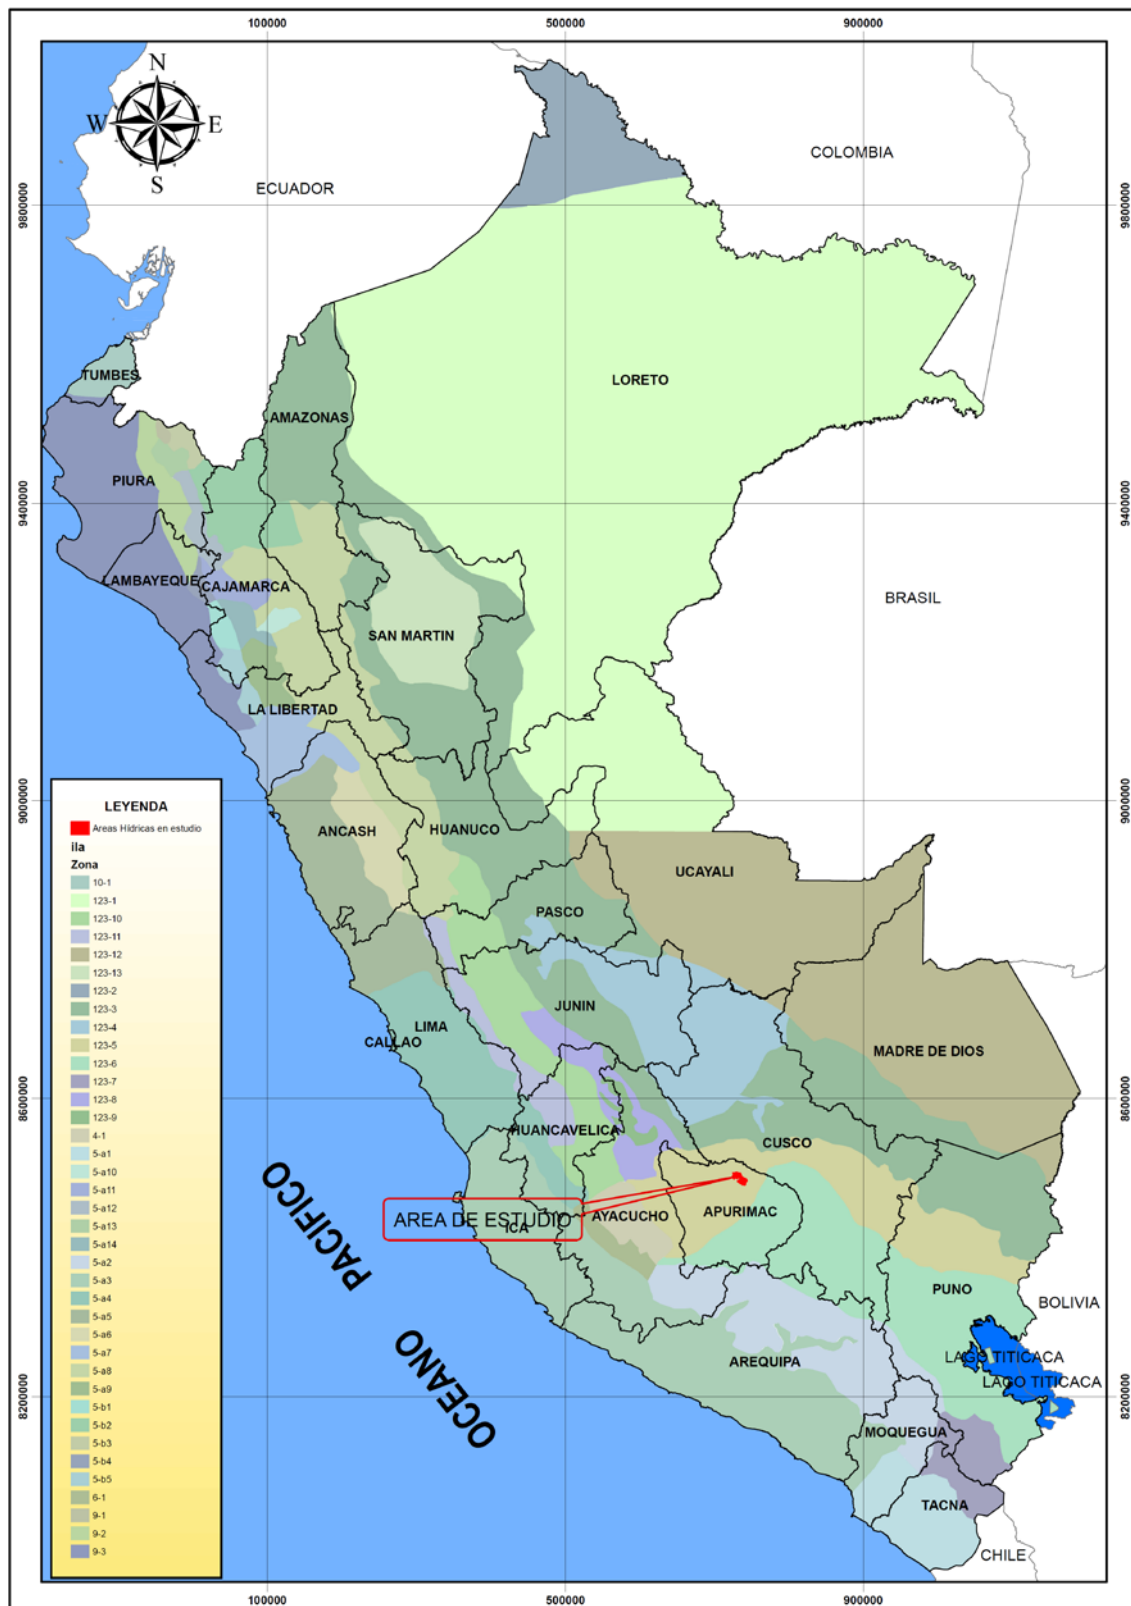 100000
500000
900000
N
W
E
S
COLOMBIA
ECUADOR
9800000
9800000
TUMBES
LORETO
AMAZONAS
PIURA
9400000
9400000
LAMBAYEQUE
CAJAMARCA
BRASIL
SAN MARTIN
LA LIBERTAD
9000000
9000000
ANCASH
HUANUCO
UCAYALI
PASCO
JUNIN
LIMA
CALLAO
MADRE DE DIOS
8600000
8600000
HUANCAVELICA
CUSCO
AREA DE ESTUDIO
ICA
AYACUCHO
APURIMAC
PUNO
BOLIVIA
OCEANO PACIFICO
AREQUIPA
LAGO TITICACA
LAGO TITICACA
8200000
8200000
MOQUEGUA
TACNA
CHILE
LEYENDA
Areas Hídricas en estudio
ila
Zona
10-1
123-1
123-10
123-11
123-12
123-13
123-2
123-3
123-4
123-5
123-6
123-7
123-8
123-9
4-1
5-a1
5-a10
5-a11
5-a12
5-a13
5-a14
5-a2
5-a3
5-a4
5-a5
5-a6
5-a7
5-a8
5-a9
5-b1
5-b2
5-b3
5-b4
5-b5
6-1
9-1
9-2
9-3
100000
500000
900000